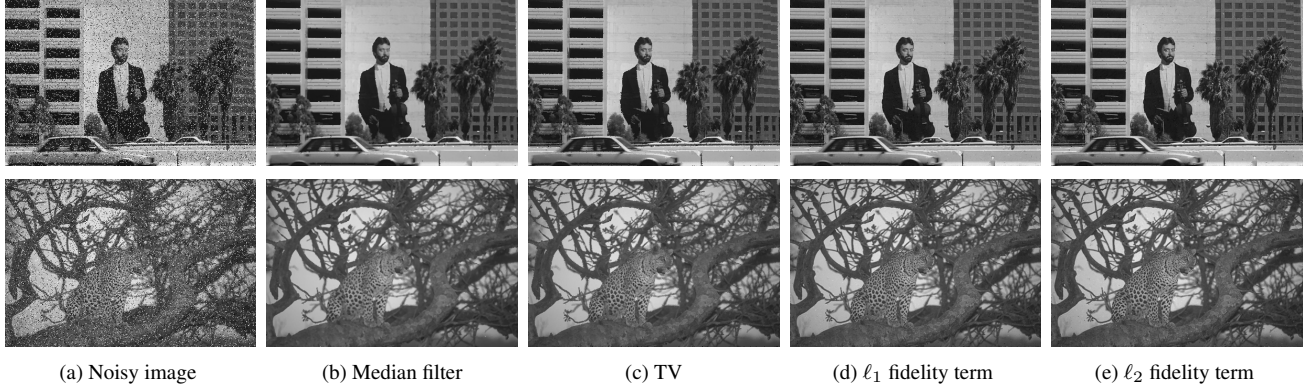 (a) Noisy image
(b) Median filter
(c) TV
(d) ℓ₁ fidelity term
(e) ℓ₂ fidelity term